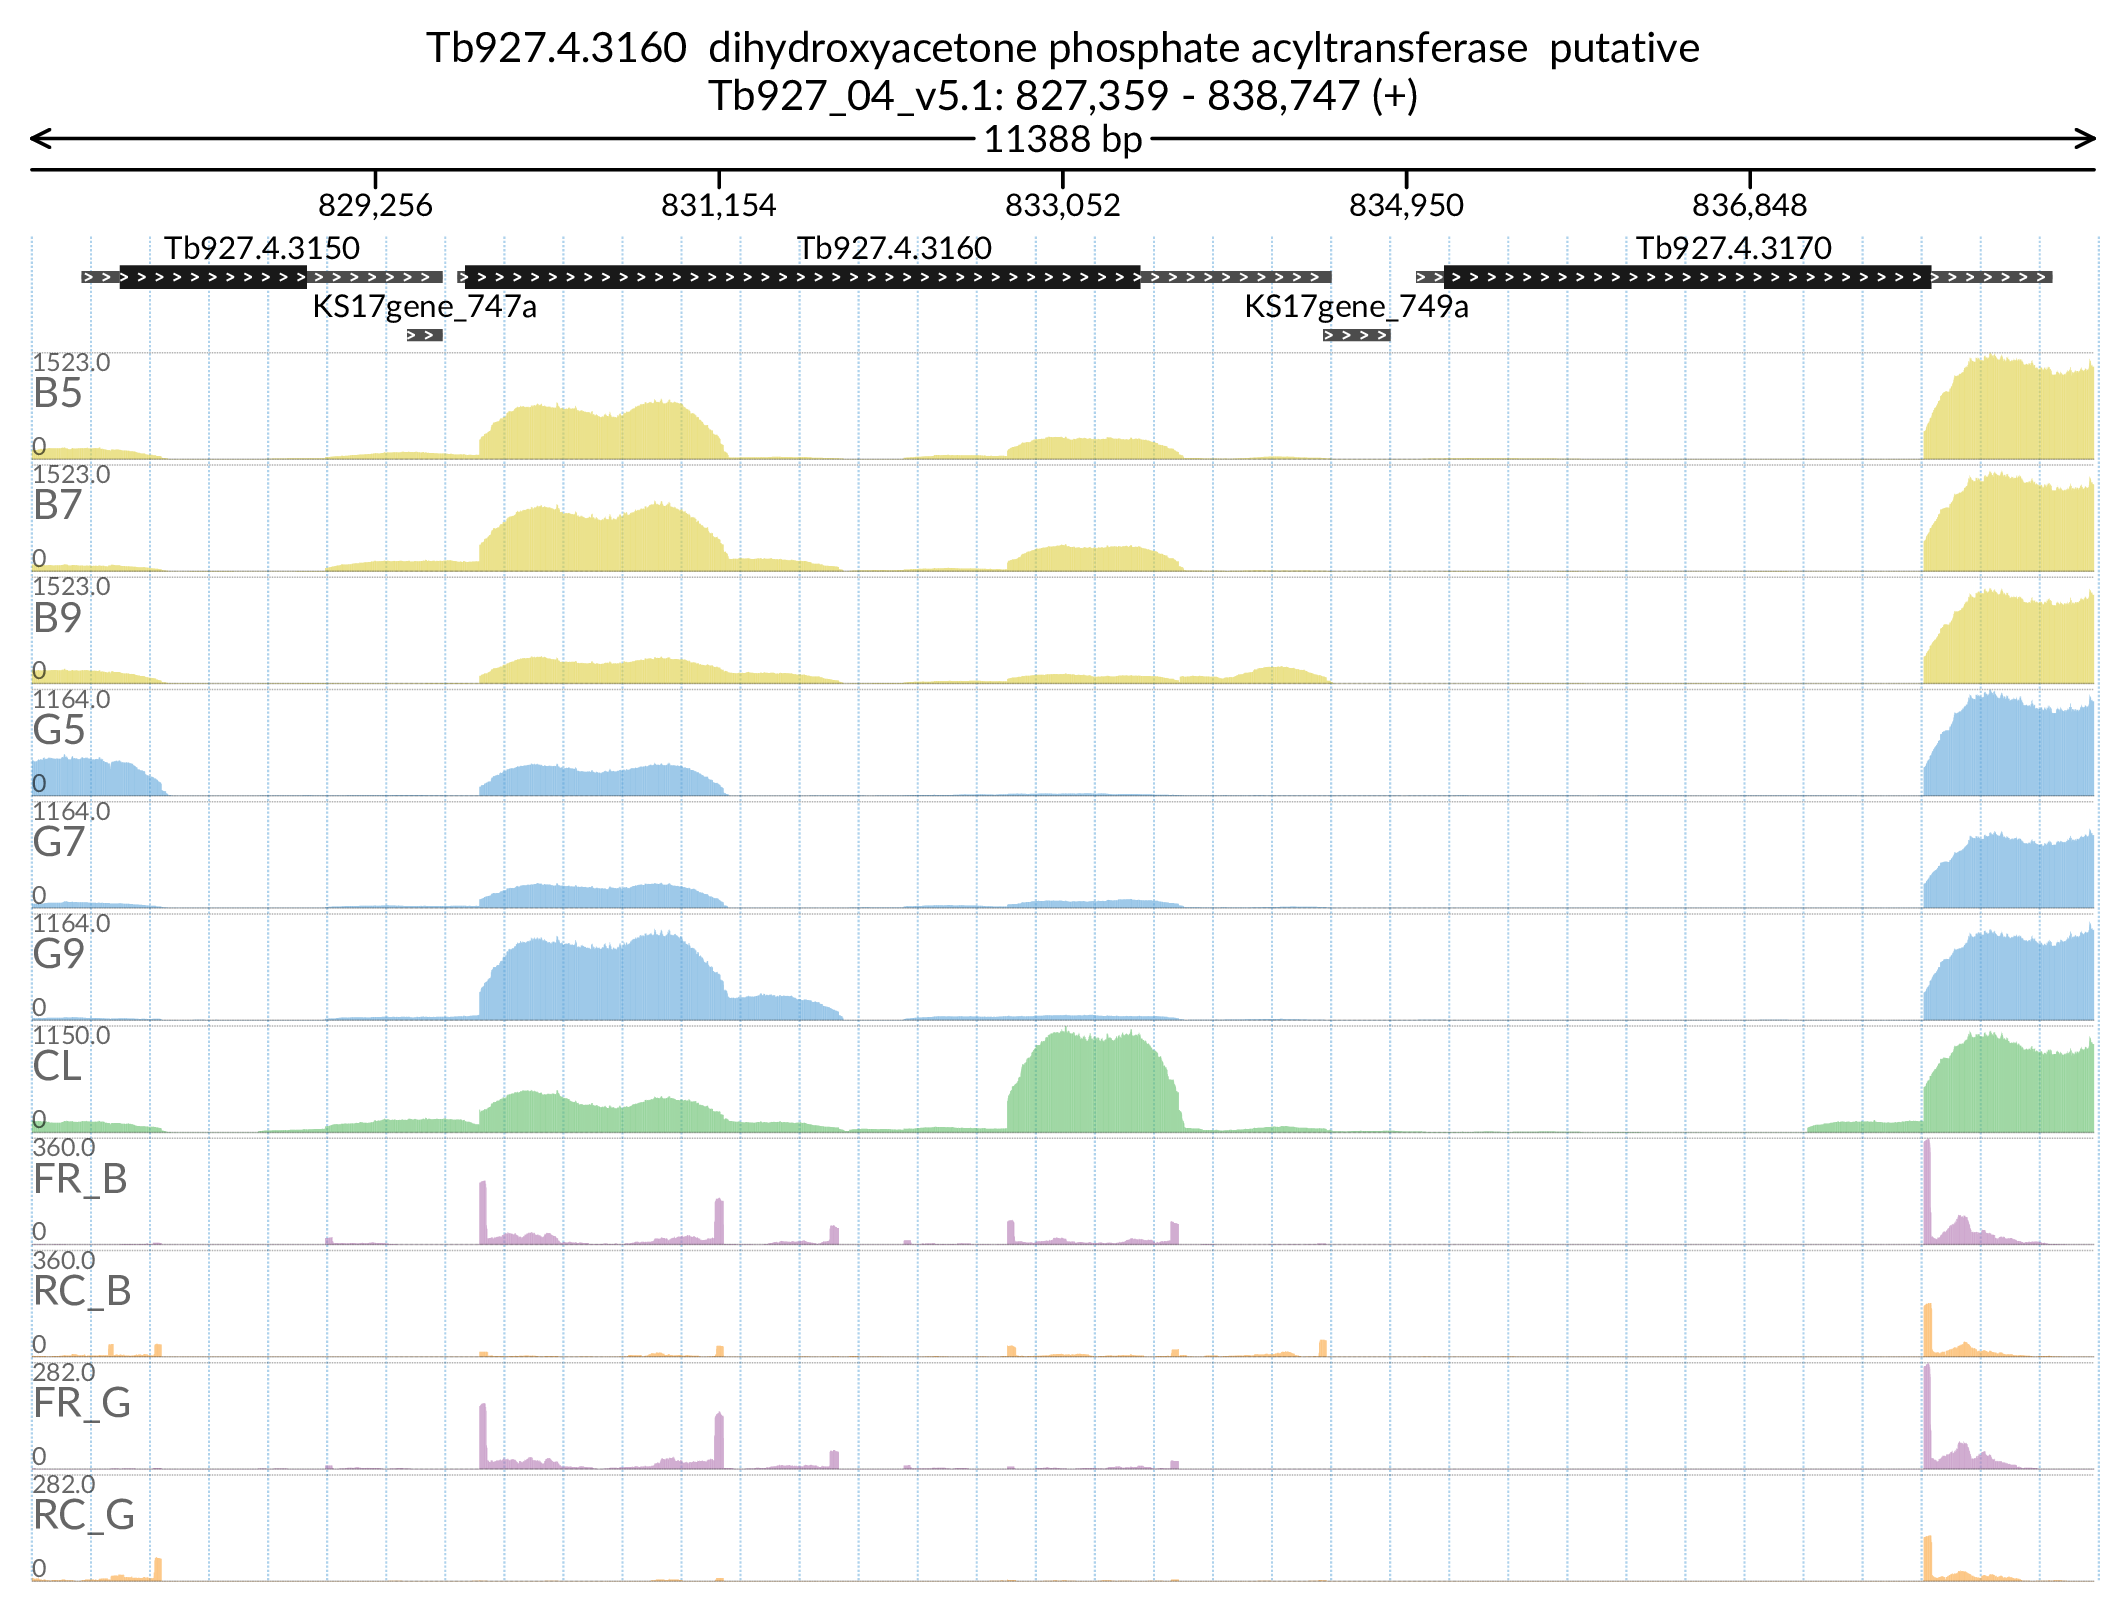 Tb927.4.3160 dihydroxyacetone phosphate acyltransferase putative
Tb927_04_v5.1: 827,359 - 838,747 (+)
11388 bp
829,256 831,154 833,052 834,950 836,848
Tb927.4.3150 Tb927.4.3160 Tb927.4.3170
KS17gene_747a KS17gene_749a
1523.0
B5
0
1523.0
B7
0
1523.0
B9
0
1164.0
G5
0
1164.0
G7
0
1164.0
G9
0
1150.0
CL
0
360.0
FR_B
0
360.0
RC_B
0
282.0
FR_G
0
282.0
RC_G
0